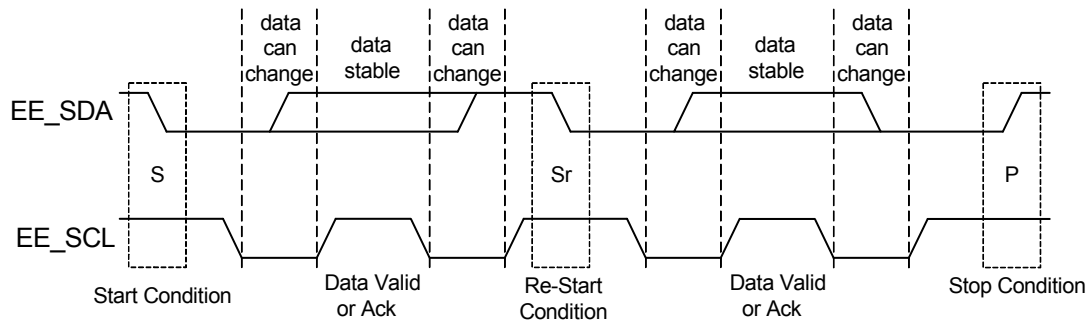 data
can
change
data
stable
data
can
change
data
can
change
data
stable
data
can
change
EE_SDA
S
Sr
P
EE_SCL
Start Condition
Data Valid
or Ack
Re-Start
Condition
Data Valid
or Ack
Stop Condition